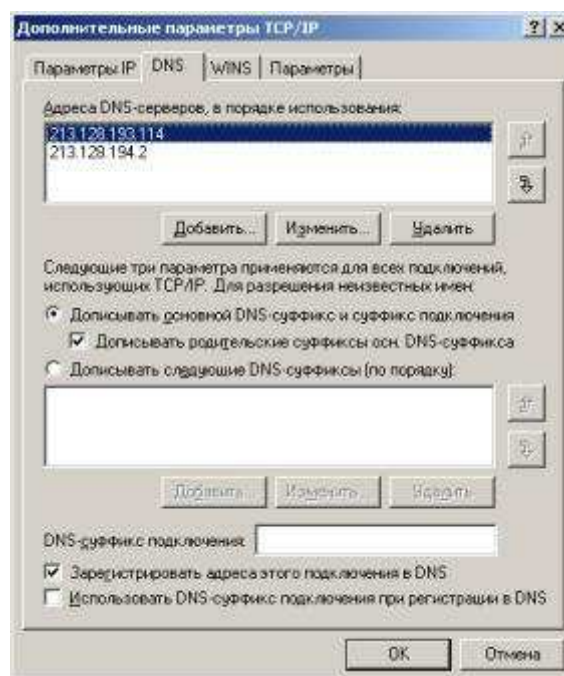 Дополнительные параметры TCP/IP
Параметры IP DNS WINS Параметры
Адреса DNS-серверов, в порядке использования:
213.128.193.114
213.128.194.2
Добавить... Изменить... Удалить
Следующие три параметра применяются для всех подключений,
использующих TCP/IP. Для разрешения неизвестных имен:
Дописывать основной DNS-суффикс и суффикс подключения
Дописывать родительские суффиксы осн. DNS-суффикса
Дописывать следующие DNS-суффиксы (по порядку):
Добавить... Изменить... Удалить
DNS-суффикс подключения:
Зарегистрировать адреса этого подключения в DNS
Использовать DNS-суффикс подключения при регистрации в DNS
OK Отмена